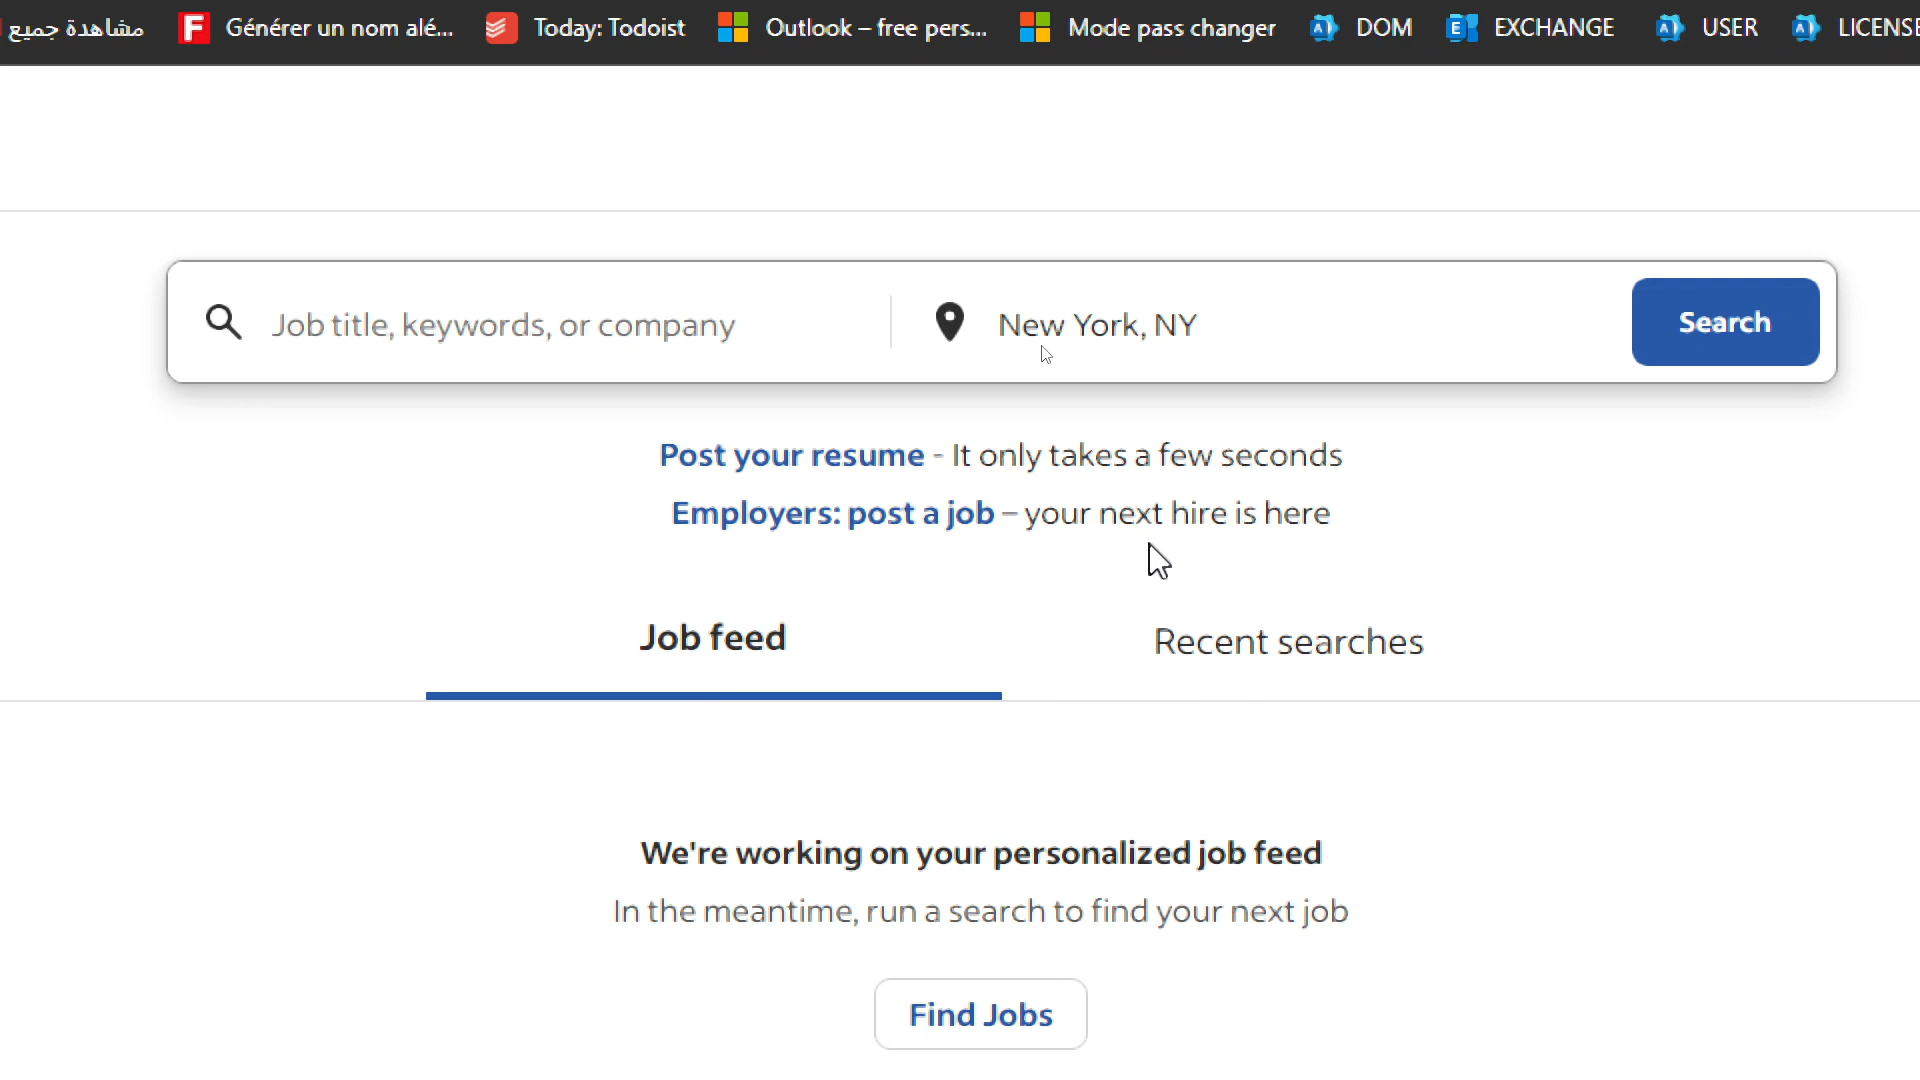 مشاهدة جميع F Générer un nom alé... Today: Todoist Outlook – free pers... Mode pass changer DOM EXCHANGE USER LICENSE
Job title, keywords, or company New York, NY Search
Post your resume - It only takes a few seconds
Employers: post a job – your next hire is here
Job feed Recent searches
We're working on your personalized job feed
In the meantime, run a search to find your next job
Find Jobs